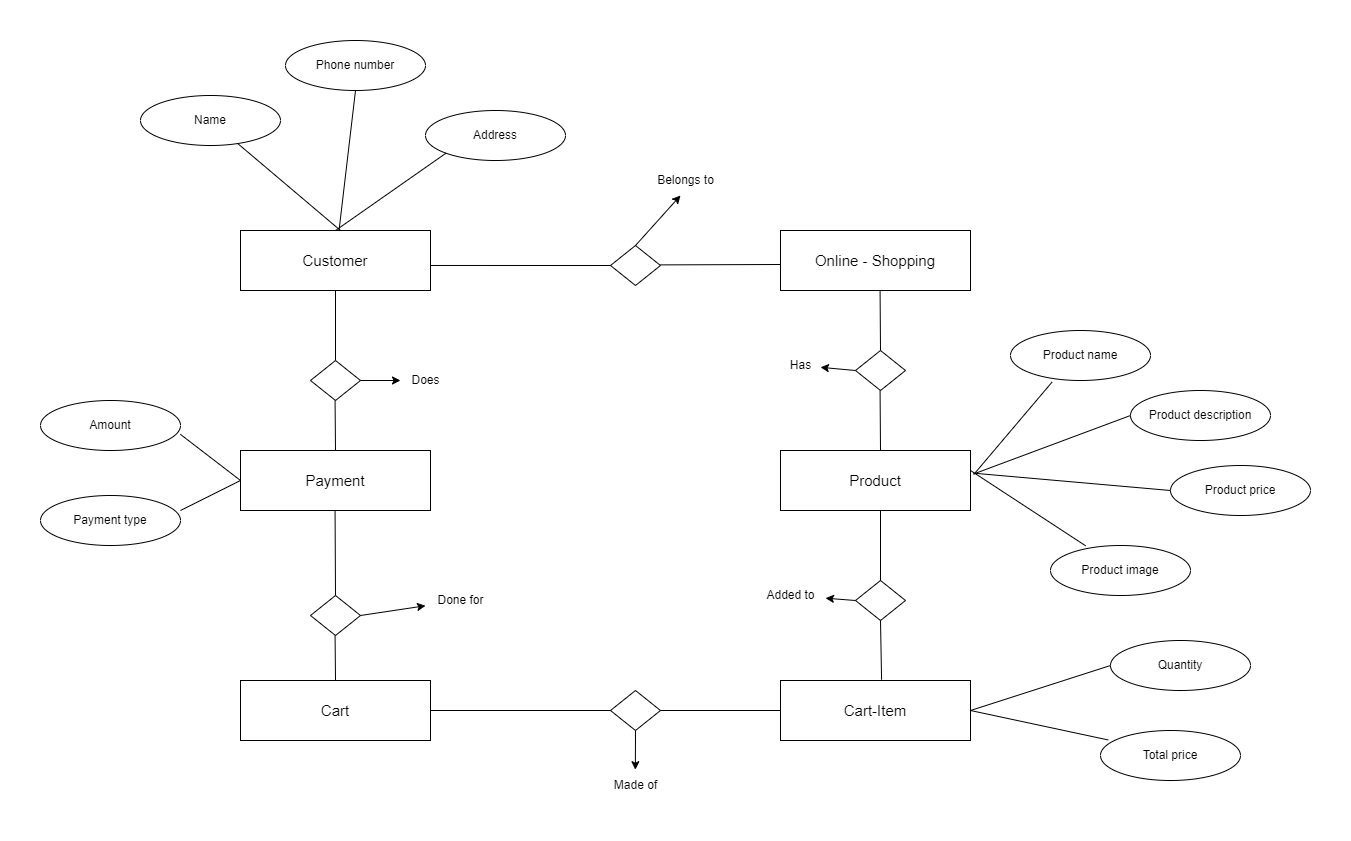 Phone number
Name
Address
Belongs to
Customer
Online - Shopping
Product name
Has
Does
Product description
Amount
Payment
Product
Product price
Payment type
Product image
Added to
Done for
Quantity
Cart
Cart-Item
Total price
Made of